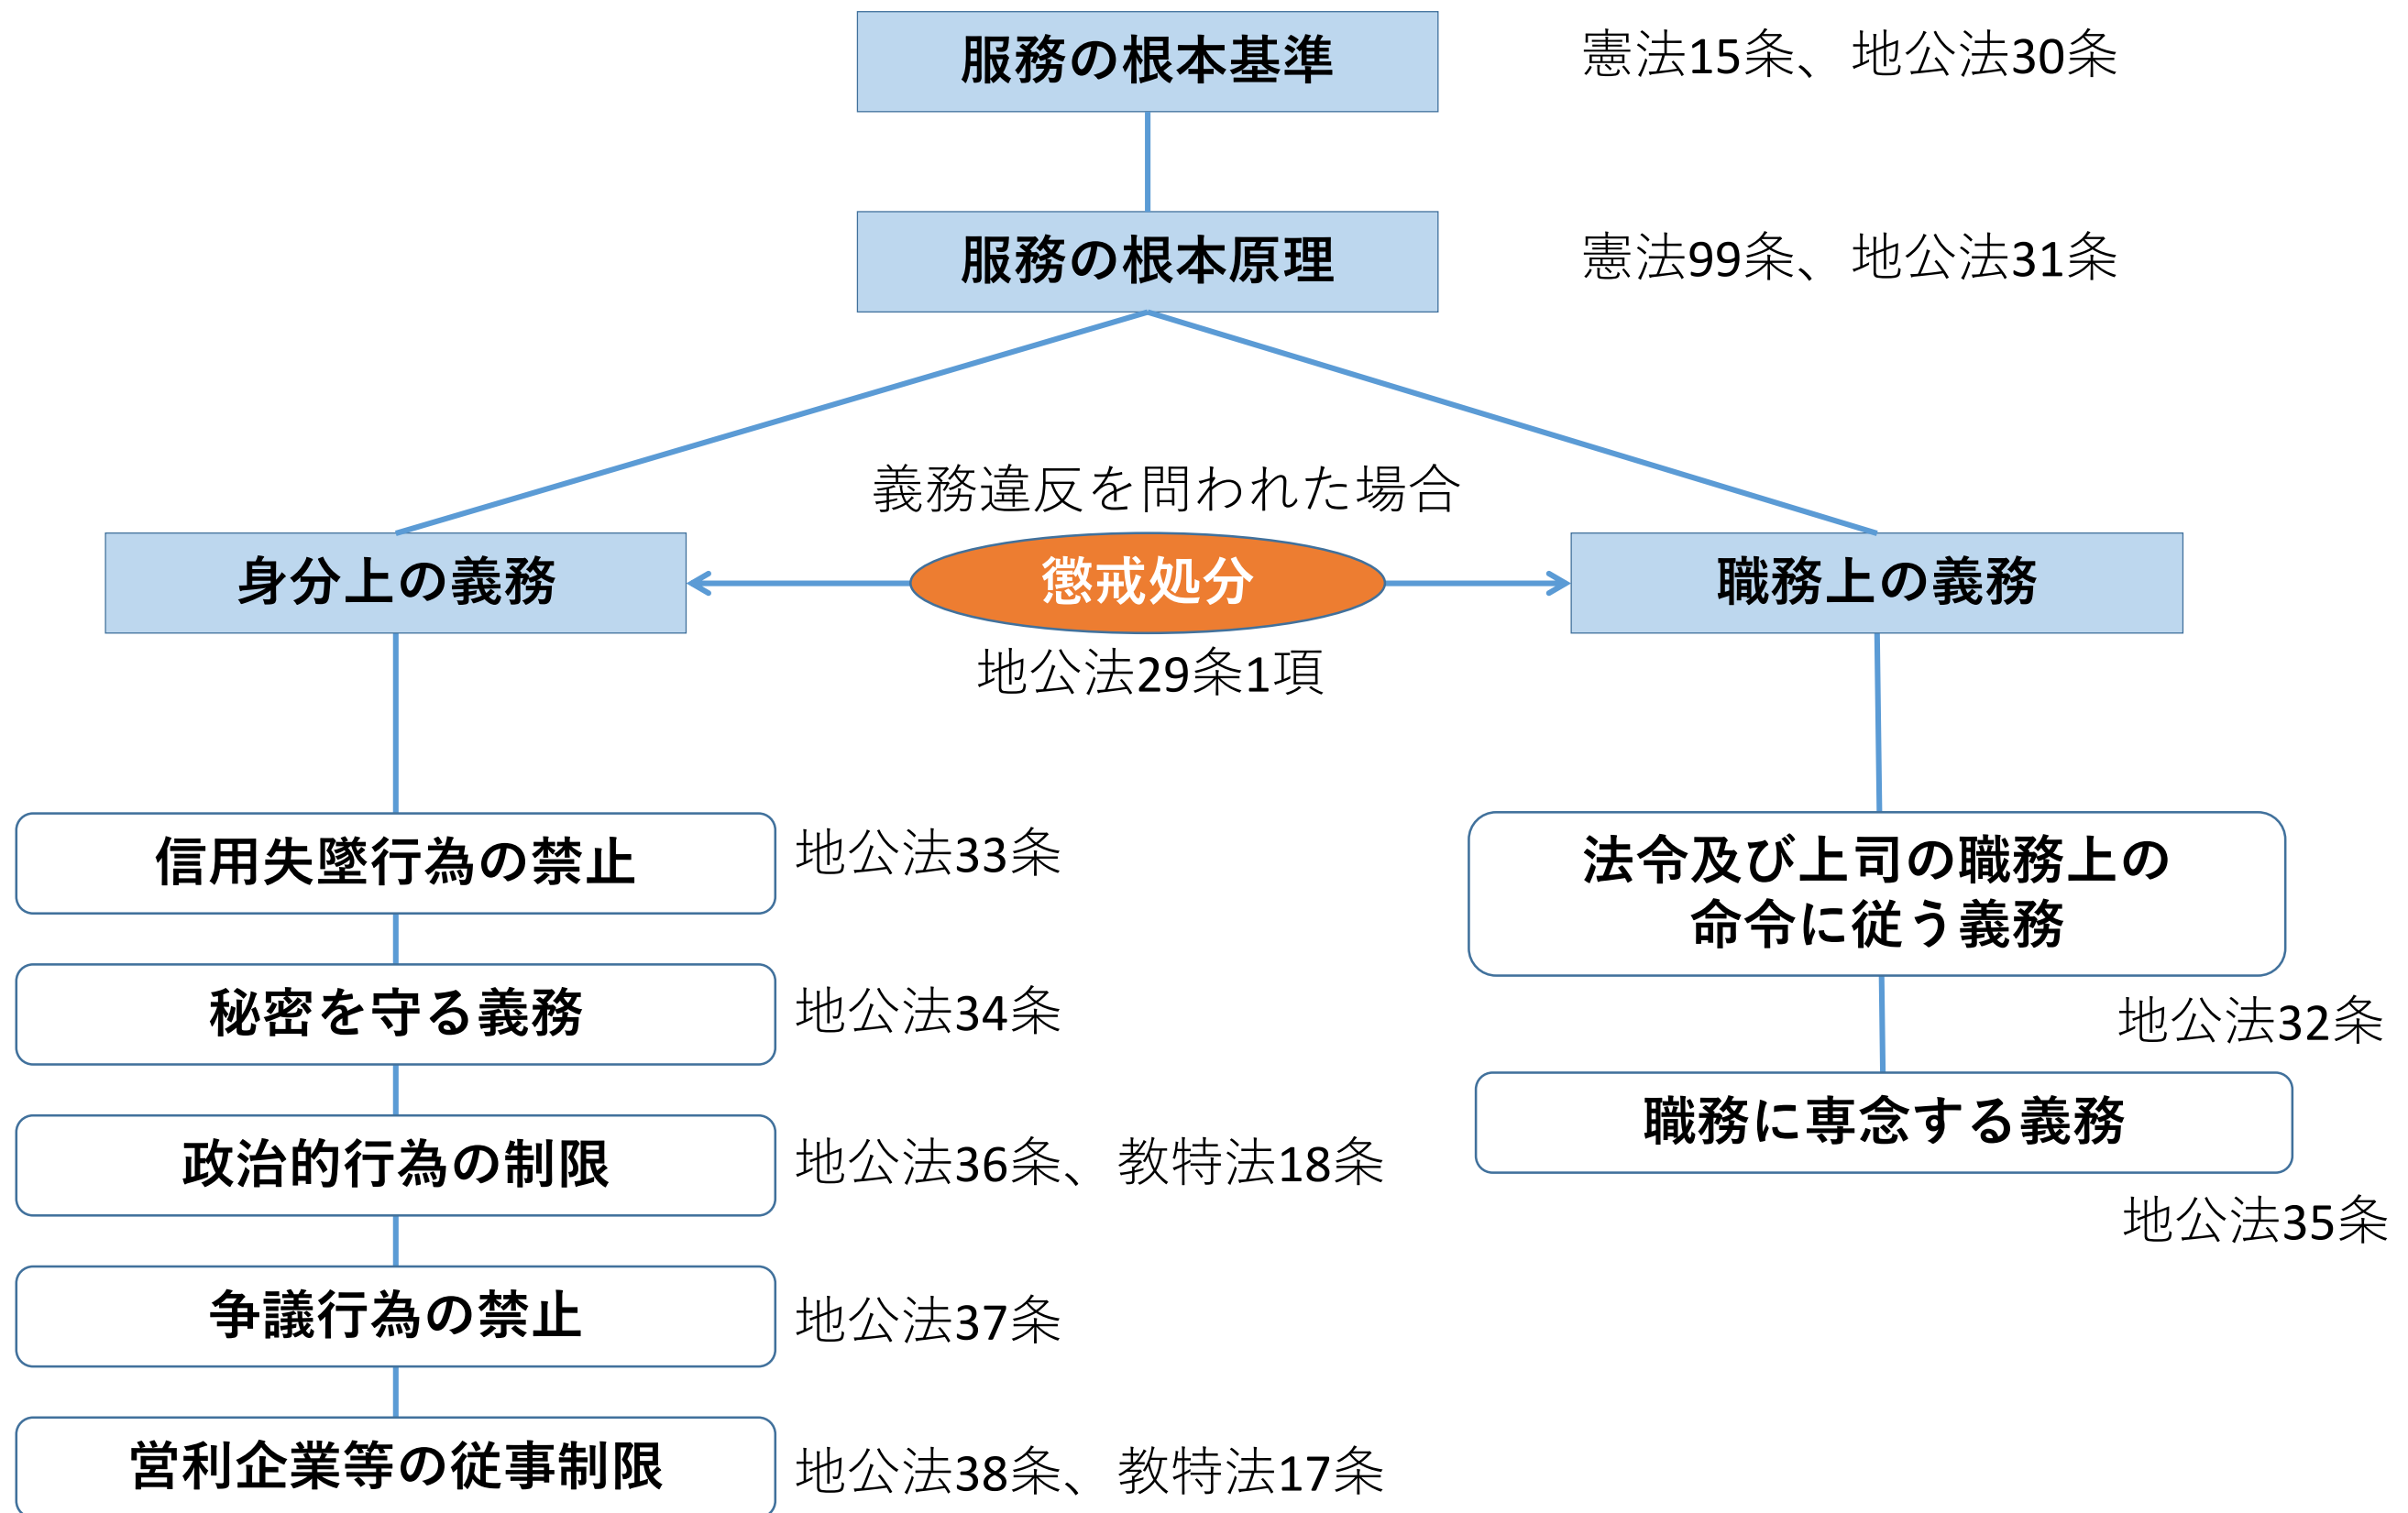 服務の根本基準
憲法15条、地公法30条
服務の根本原理
憲法99条、地公法31条
義務違反を問われた場合
身分上の義務
懲戒処分
職務上の義務
地公法29条1項
信用失墜行為の禁止
地公法33条
法令及び上司の職務上の
命令に従う義務
秘密を守る義務
地公法34条
地公法32条
政治的行為の制限
地公法36条、教特法18条
職務に専念する義務
地公法35条
争議行為の禁止
地公法37条
営利企業等の従事制限
地公法38条、教特法17条